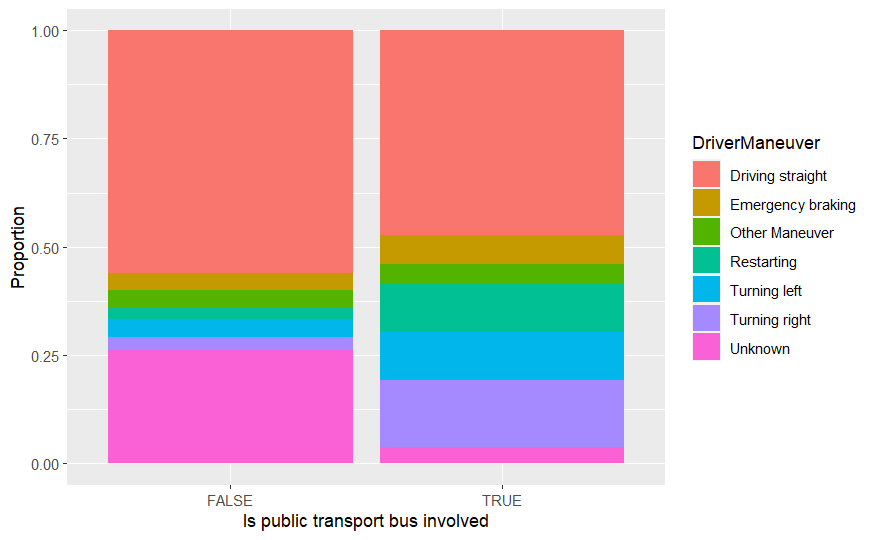 1.00
0.75
0.50
0.25
0.00
Proportion
FALSE
TRUE
Is public transport bus involved
DriverManeuver
Driving straight
Emergency braking
Other Maneuver
Restarting
Turning left
Turning right
Unknown